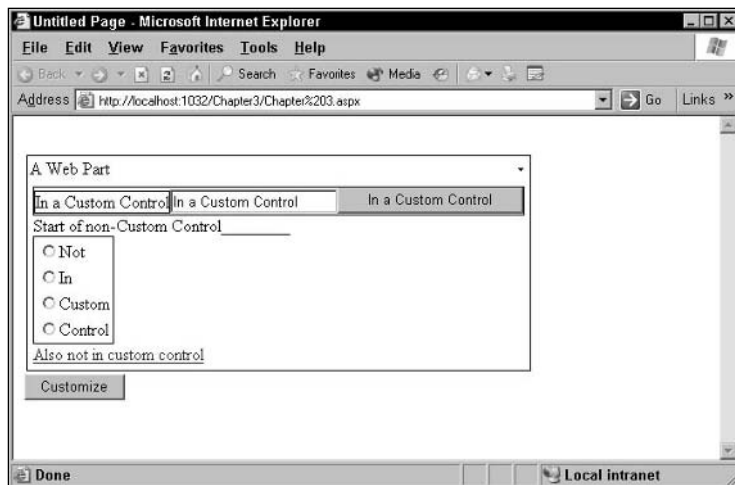 Untitled Page - Microsoft Internet Explorer
File Edit View Favorites Tools Help
Back Search Favorites Media
Address http://localhost:1032/Chapter3/Chapter%203.aspx Go Links »
A Web Part
In a Custom Control In a Custom Control In a Custom Control
Start of non-Custom Control
Not
In
Custom
Control
Also not in custom control
Customize
Done Local intranet